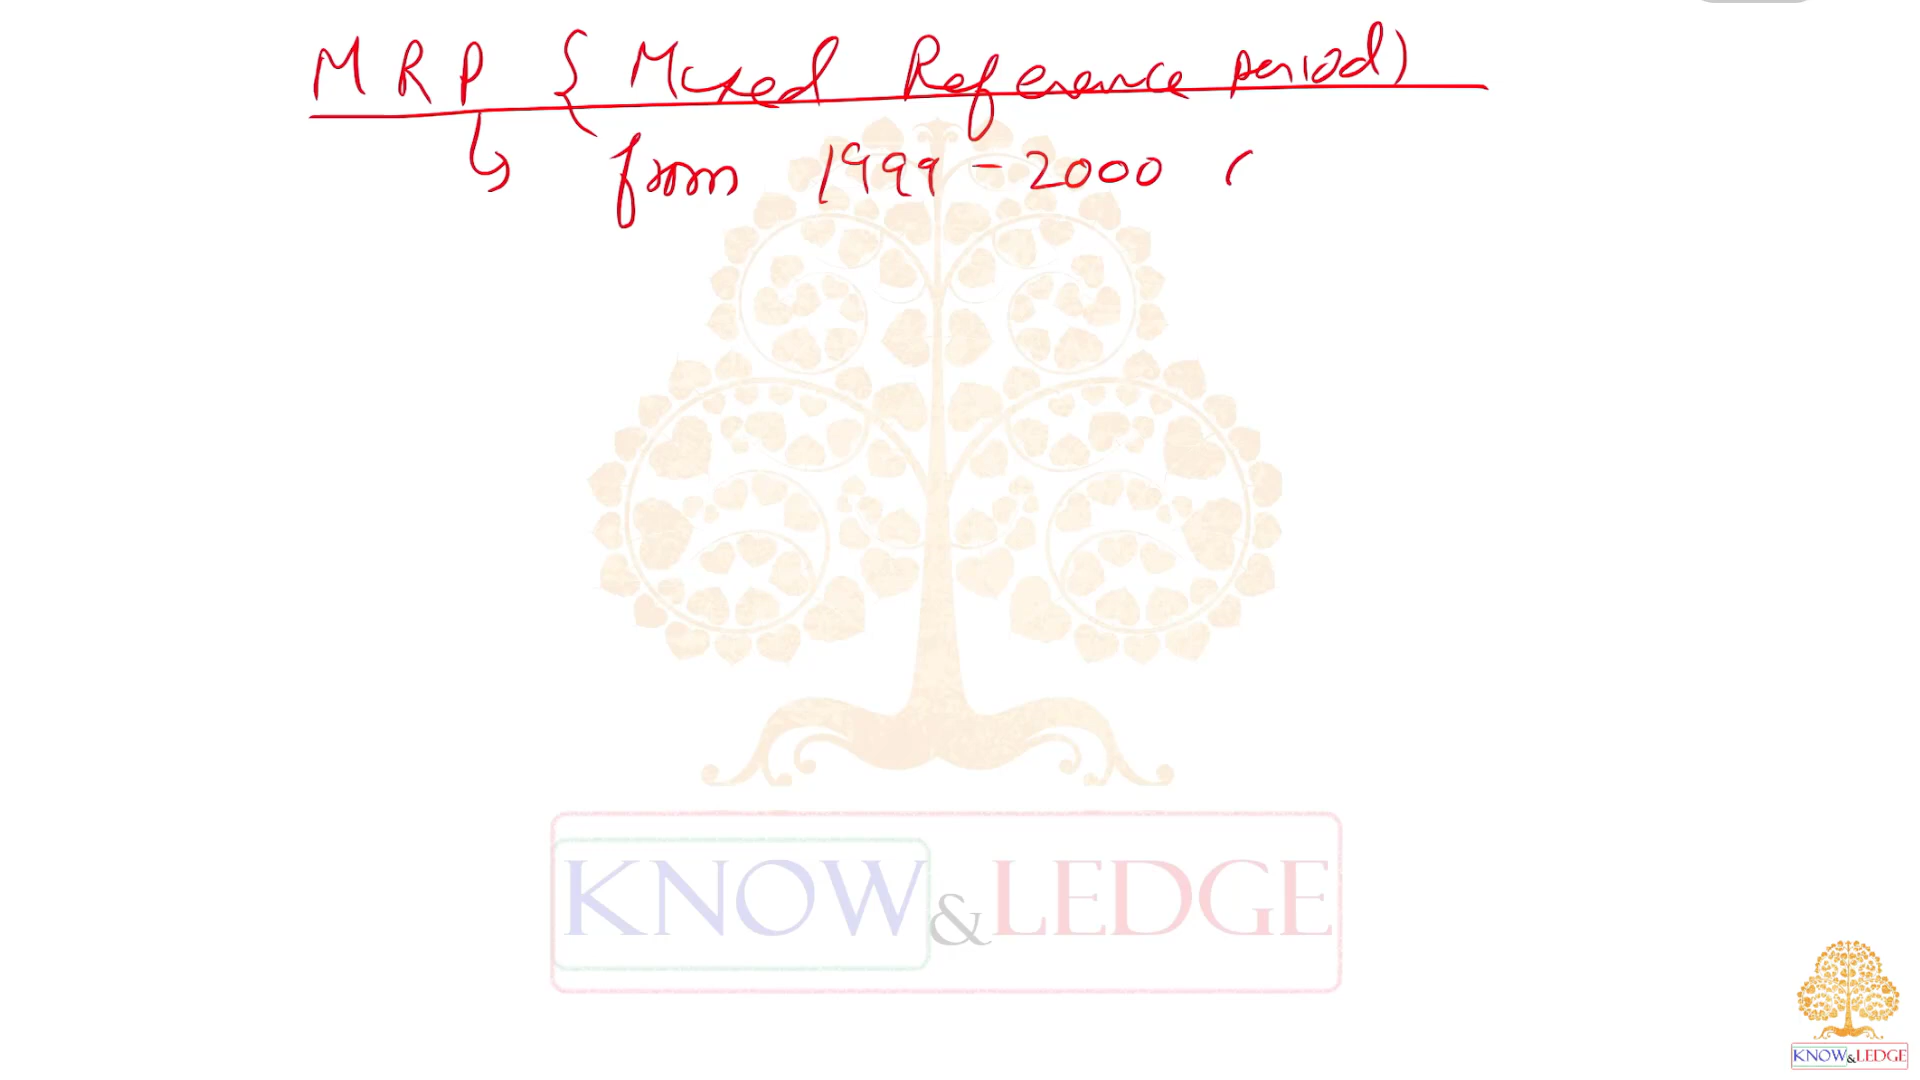 MRP { Mixed Reference period)
↳ from 1999-2000 (
KNOW&LEDGE
KNOW&LEDGE